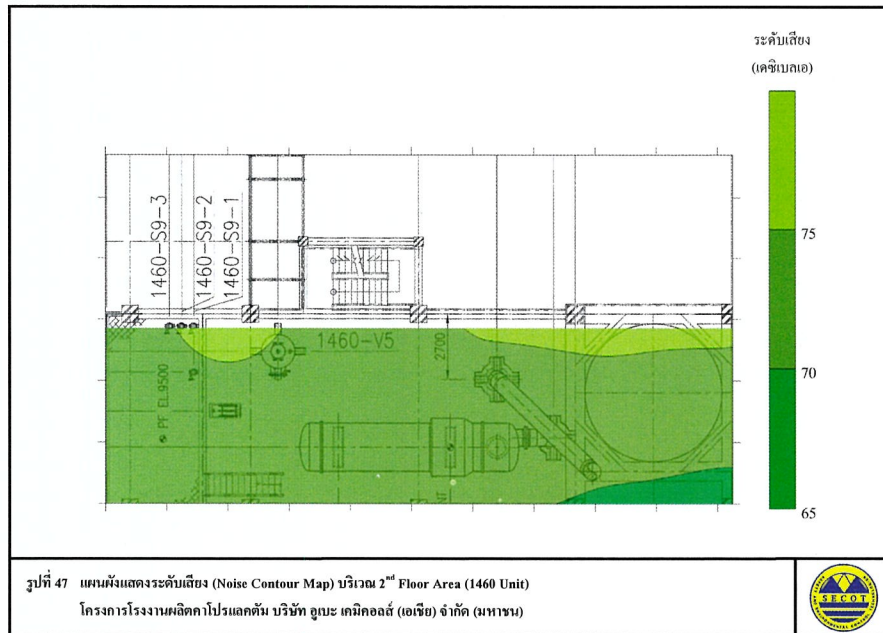 ระดับเสียง
(เดซิเบลเอ)
75
70
65
1460-S9-3
1460-S9-2
1460-S9-1
1460-V5
2700
PF EL.9500
NT
รูปที่ 47 แผนผังแสดงระดับเสียง (Noise Contour Map) บริเวณ 2nd Floor Area (1460 Unit)
โครงการโรงงานผลิตคาโปรแลคตัม บริษัท อูเบะ เคมิคอลส์ (เอเชีย) จำกัด (มหาชน)
SECOT